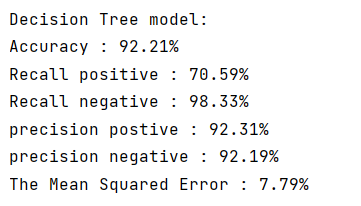 Decision Tree model:
Accuracy : 92.21%
Recall positive : 70.59%
Recall negative : 98.33%
precision postive : 92.31%
precision negative : 92.19%
The Mean Squared Error : 7.79%